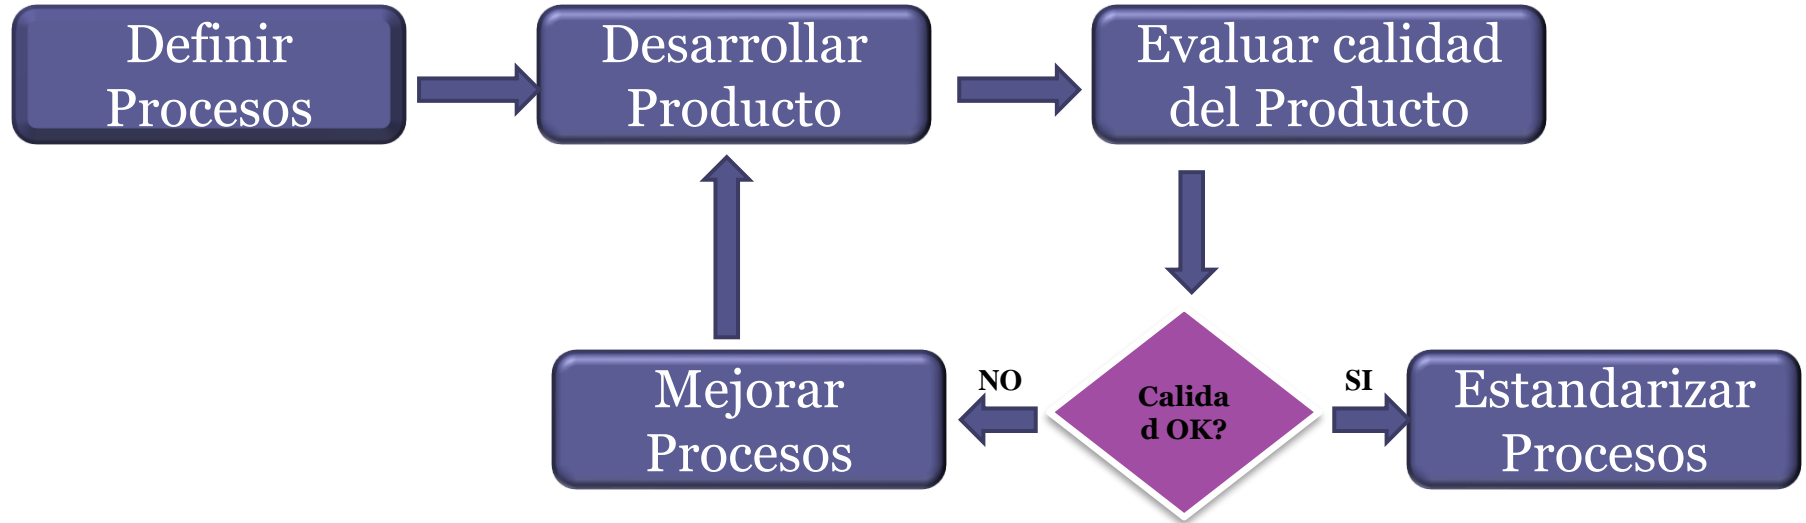 Definir
Procesos
Desarrollar
Producto
Evaluar calidad
del Producto
Mejorar
Procesos
NO
Calida
d OK?
SI
Estandarizar
Procesos